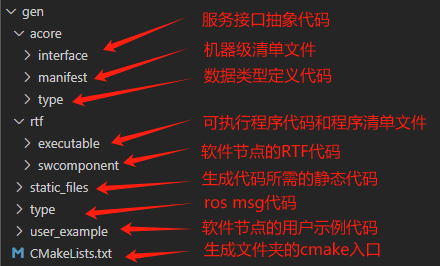 gen
acore
interface
manifest
type
rtf
executable
swcomponent
static_files
type
user_example
CMakeLists.txt
服务接口抽象代码
机器级清单文件
数据类型定义代码
可执行程序代码和程序清单文件
软件节点的RTF代码
生成代码所需的静态代码
ros msg代码
软件节点的用户示例代码
生成文件夹的cmake入口